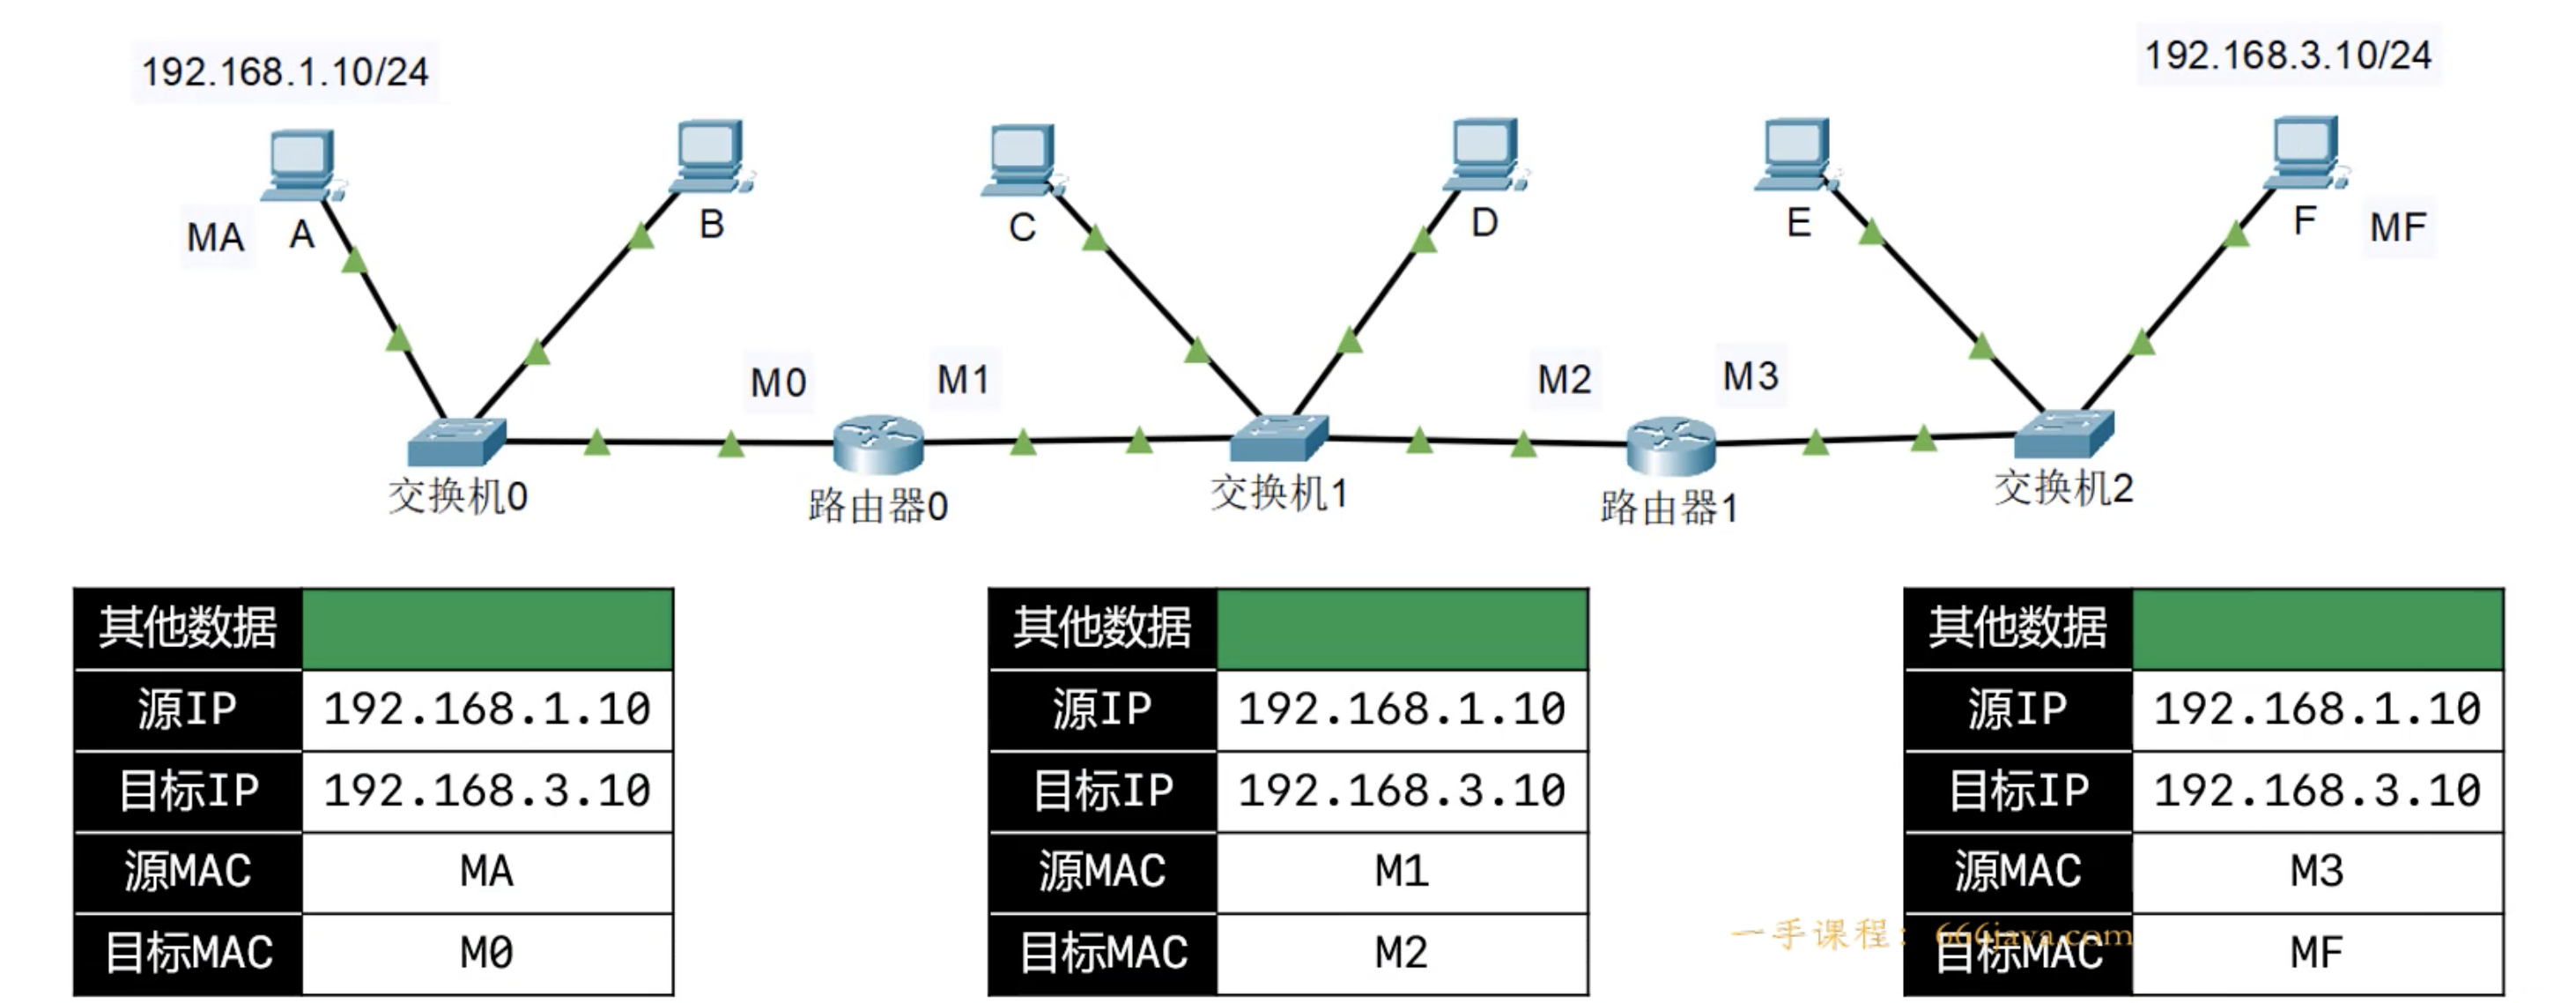 192.168.1.10/24
192.168.3.10/24
MA
A
B
C
D
E
F
MF
M0
M1
M2
M3
交换机0
路由器0
交换机1
路由器1
交换机2
其他数据
源IP 192.168.1.10
目标IP 192.168.3.10
源MAC MA
目标MAC M0
其他数据
源IP 192.168.1.10
目标IP 192.168.3.10
源MAC M1
目标MAC M2
其他数据
源IP 192.168.1.10
目标IP 192.168.3.10
源MAC M3
目标MAC MF
一手课程：666java.com